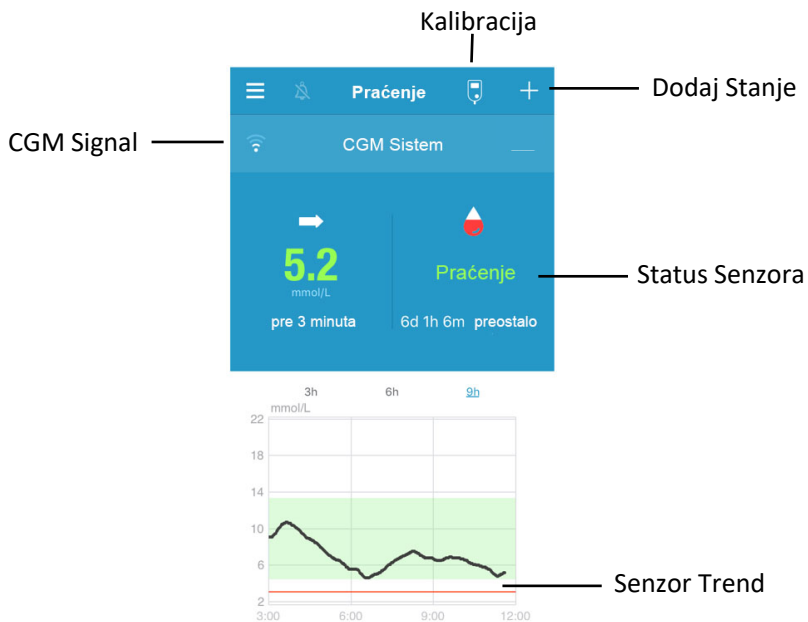 Kalibracija
Praćenje
Dodaj Stanje
CGM Signal
CGM Sistem
5.2
mmol/L
pre 3 minuta
Praćenje
6d 1h 6m preostalo
Status Senzora
3h 6h 9h
mmol/L
22
18
14
10
6
2
3:00 6:00 9:00 12:00
Senzor Trend